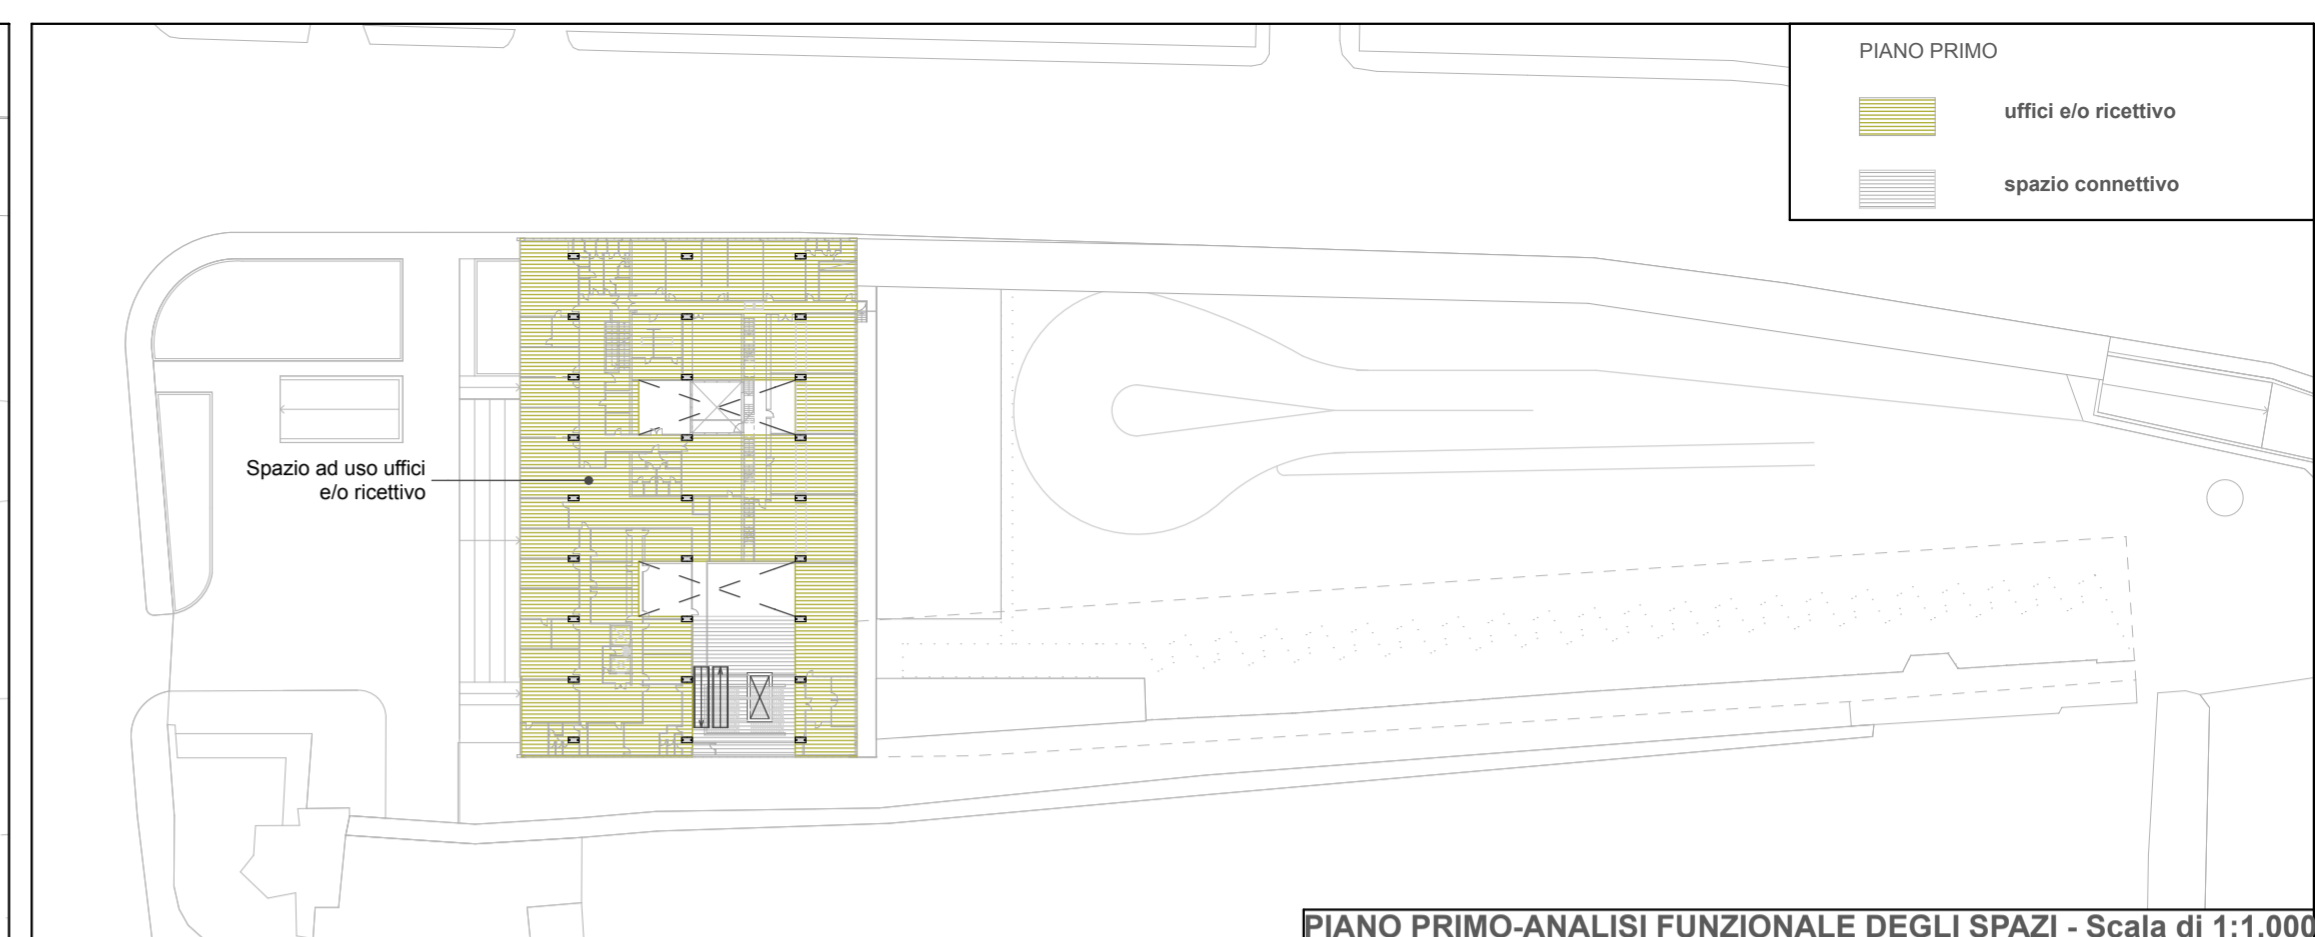 PIANO PRIMO
uffici e/o ricettivo
spazio connettivo
Spazio ad uso uffici
e/o ricettivo
PIANO PRIMO-ANALISI FUNZIONALE DEGLI SPAZI - Scala di 1:1.000